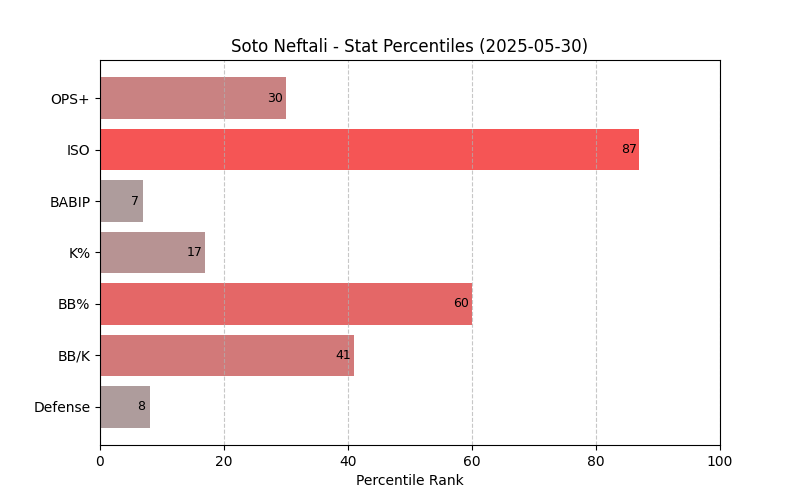 Soto Neftali - Stat Percentiles (2025-05-30)
OPS+ 30
ISO 87
BABIP 7
K% 17
BB% 60
BB/K 41
Defense 8
0 20 40 60 80 100
Percentile Rank